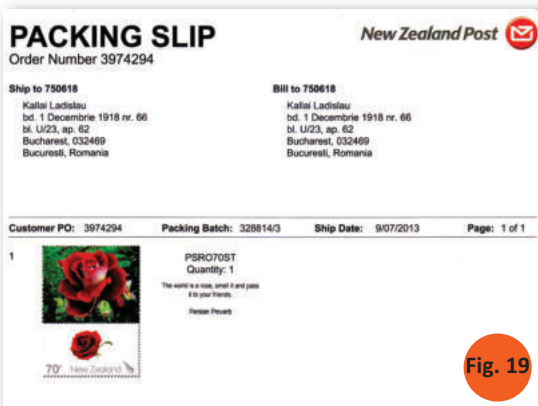 PACKING SLIP
New Zealand Post
Order Number 3974294
Ship to 750618
Kallai Ladislau
bd. 1 Decembrie 1918 nr. 66
bl. U/23, ap. 62
Bucharest, 032469
Bucuresti, Romania
Bill to 750618
Kallai Ladislau
bd. 1 Decembrie 1918 nr. 66
bl. U/23, ap. 62
Bucharest, 032469
Bucuresti, Romania
Customer PO: 3974294 Packing Batch: 328814/3 Ship Date: 9/07/2013 Page: 1 of 1
1
PSRO70ST
Quantity: 1
The world is a rose, smell it and pass
it to your friends.
Persian Proverb
70c New Zealand
Fig. 19